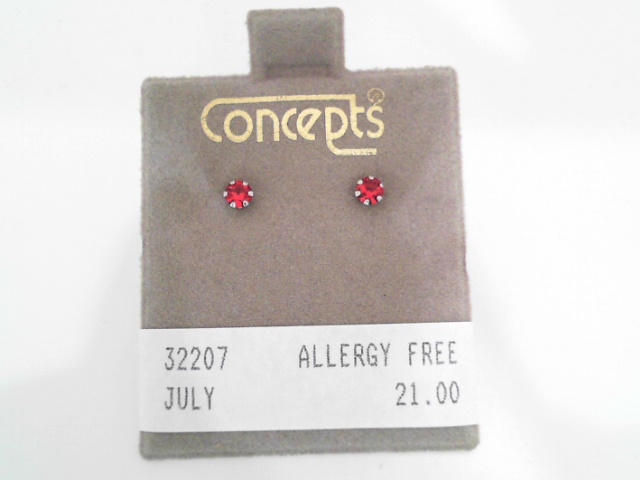 Concepts
32207 ALLERGY FREE
JULY 21.00